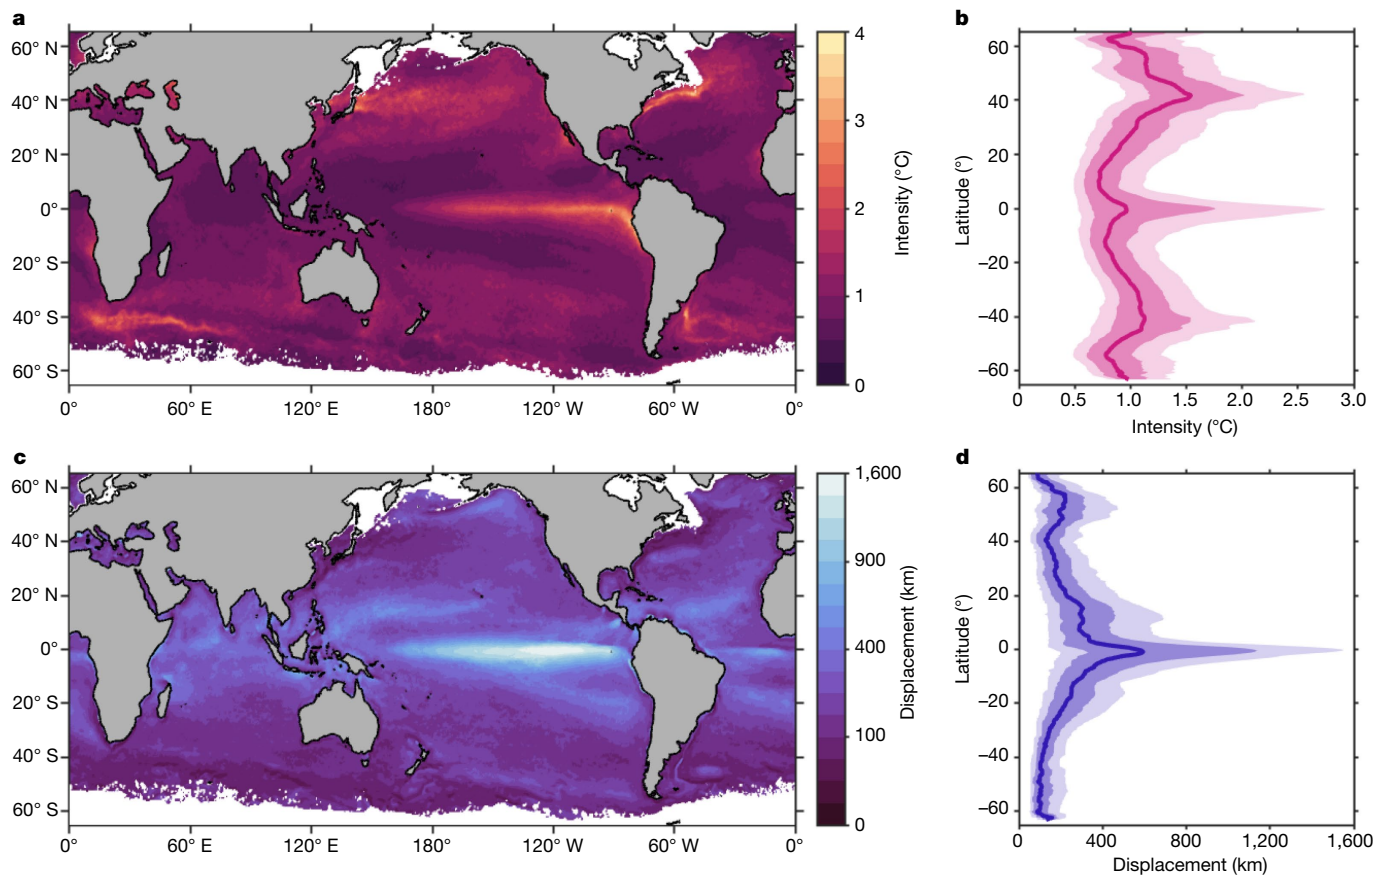 a
60° N
40° N
20° N
0°
20° S
40° S
60° S
0°
60° E
120° E
180°
120° W
60° W
0°
4
3
2
1
0
Intensity (°C)
b
60
40
20
0
−20
−40
−60
Latitude (°)
0
0.5
1.0
1.5
2.0
2.5
3.0
Intensity (°C)
c
60° N
40° N
20° N
0°
20° S
40° S
60° S
0°
60° E
120° E
180°
120° W
60° W
0°
1,600
900
400
100
0
Displacement (km)
d
60
40
20
0
−20
−40
−60
Latitude (°)
0
400
800
1,200
1,600
Displacement (km)